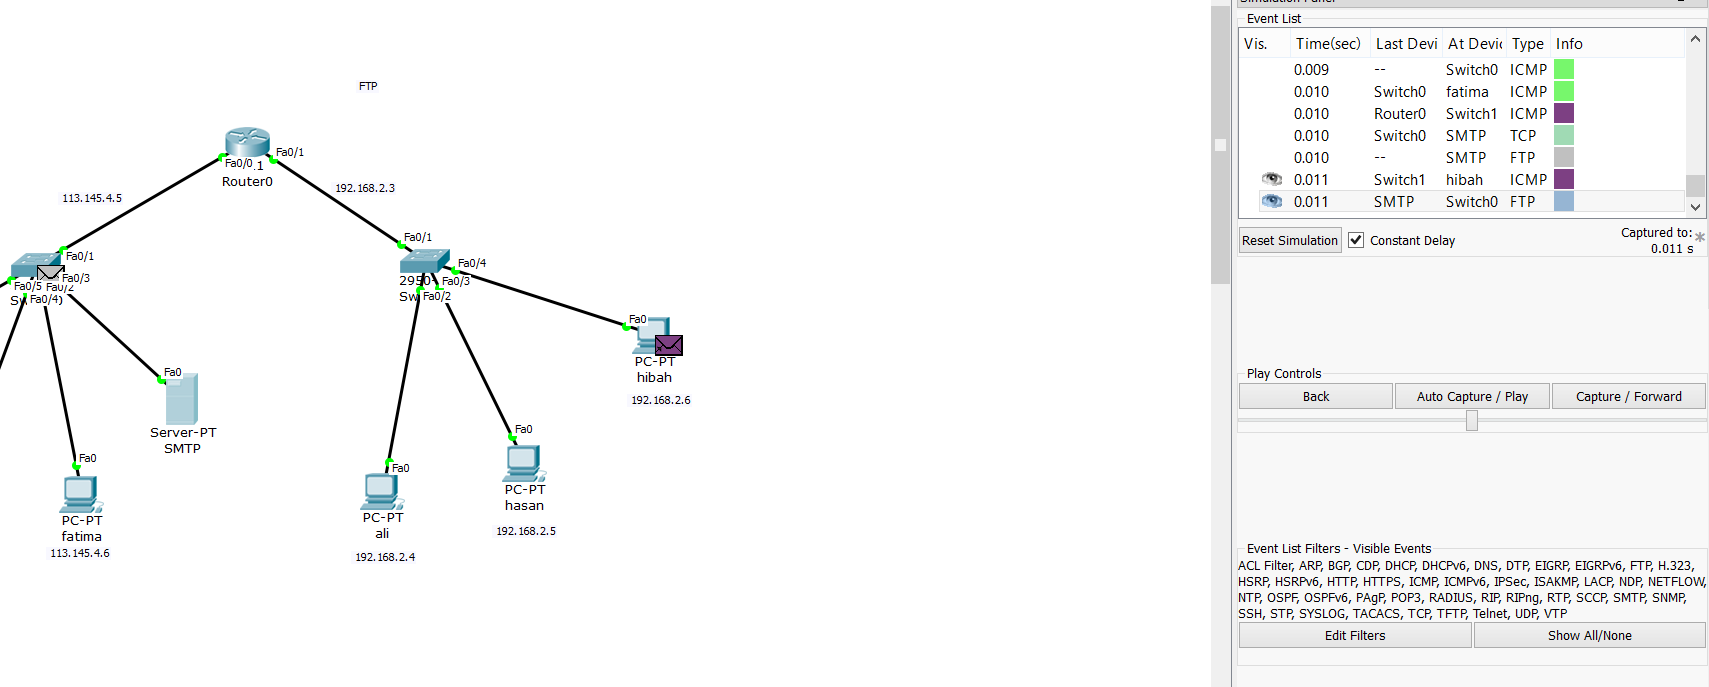 FTP
Fa0/0
.1
Fa0/1
Router0
113.145.4.5
192.168.2.3
Fa0/1
Fa0/3
Fa0/5
Fa0/2
Fa0/4
Fa0/1
Fa0/4
2950
Fa0/3
Sw
Fa0/2
Fa0
Server-PT
SMTP
Fa0
PC-PT
fatima
113.145.4.6
Fa0
PC-PT
ali
192.168.2.4
Fa0
PC-PT
hasan
192.168.2.5
Fa0
PC-PT
hibah
192.168.2.6
Simulation Panel
Event List
Vis. Time(sec) Last Devi At Devic Type Info
0.009 -- Switch0 ICMP
0.010 Switch0 fatima ICMP
0.010 Router0 Switch1 ICMP
0.010 Switch0 SMTP TCP
0.010 -- SMTP FTP
0.011 Switch1 hibah ICMP
0.011 SMTP Switch0 FTP
Reset Simulation Constant Delay Captured to: *
0.011 s
Play Controls
Back Auto Capture / Play Capture / Forward
Event List Filters - Visible Events
ACL Filter, ARP, BGP, CDP, DHCP, DHCPv6, DNS, DTP, EIGRP, EIGRPv6, FTP, H.323,
HSRP, HSRPv6, HTTP, HTTPS, ICMP, ICMPv6, IPSec, ISAKMP, LACP, NDP, NETFLOW,
NTP, OSPF, OSPFv6, PAgP, POP3, RADIUS, RIP, RIPng, RTP, SCCP, SMTP, SNMP,
SSH, STP, SYSLOG, TACACS, TCP, TFTP, Telnet, UDP, VTP
Edit Filters Show All/None